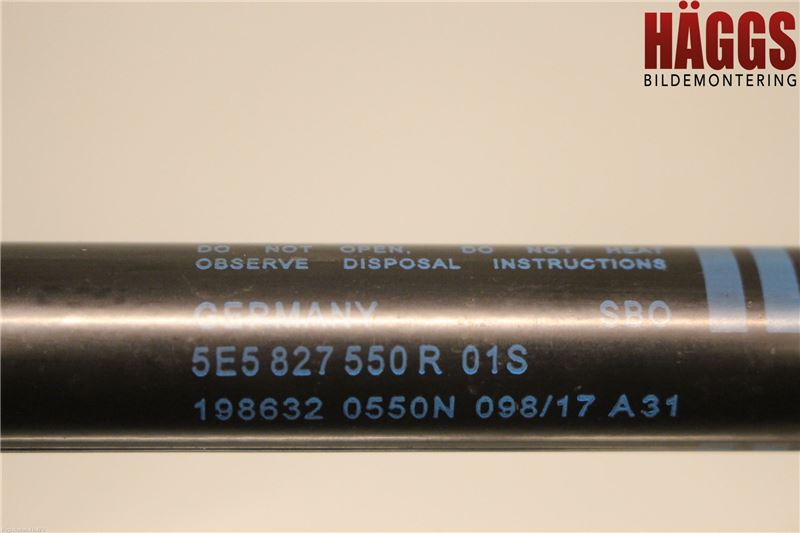 HÄGGS
BILDEMONTERING
DO NOT OPEN, DO NOT HEAT
OBSERVE DISPOSAL INSTRUCTIONS
GERMANY SBO
5E5 827 550 R 01S
198632 0550N 098/17 A31